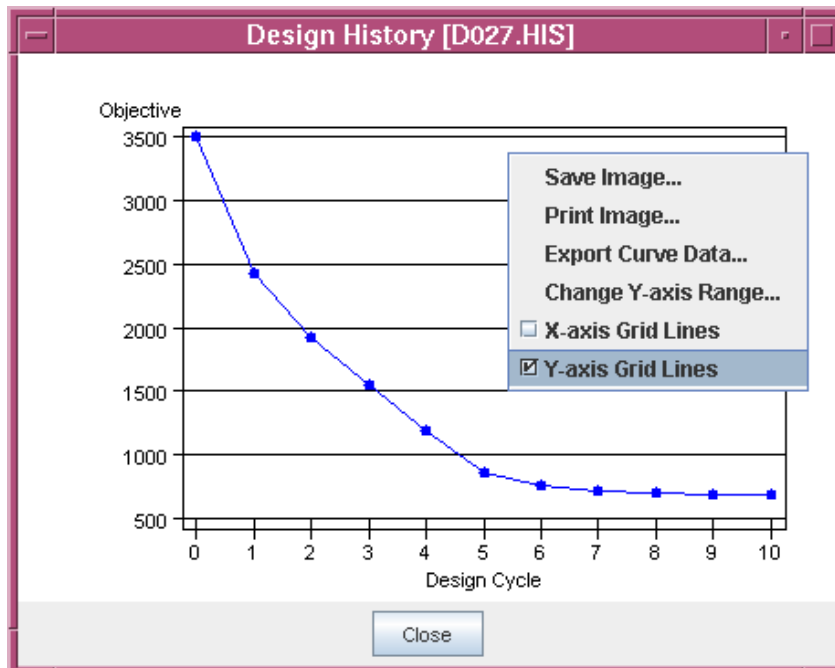 Design History [D027.HIS]
Objective
3500
3000
2500
2000
1500
1000
500
0 1 2 3 4 5 6 7 8 9 10
Design Cycle
Save Image...
Print Image...
Export Curve Data...
Change Y-axis Range...
X-axis Grid Lines
Y-axis Grid Lines
Close